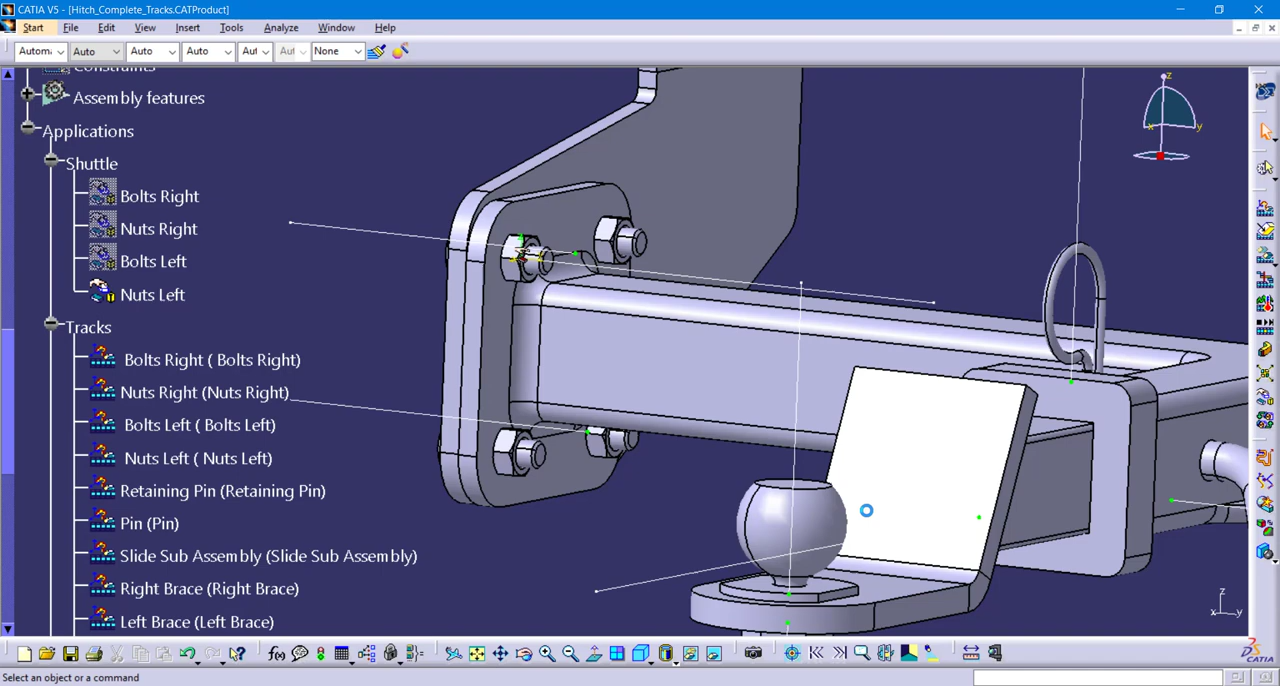 CATIA V5 - [Hitch_Complete_Tracks.CATProduct]
Start File Edit View Insert Tools Analyze Window Help
Auto Auto Auto Aut None
Assembly features
Applications
Shuttle
Bolts Right
Nuts Right
Bolts Left
Nuts Left
Tracks
Bolts Right ( Bolts Right)
Nuts Right (Nuts Right)
Bolts Left ( Bolts Left)
Nuts Left ( Nuts Left)
Retaining Pin (Retaining Pin)
Pin (Pin)
Slide Sub Assembly (Slide Sub Assembly)
Right Brace (Right Brace)
Left Brace (Left Brace)
z
x y
z
x y
f(x)
CATIA
Select an object or a command